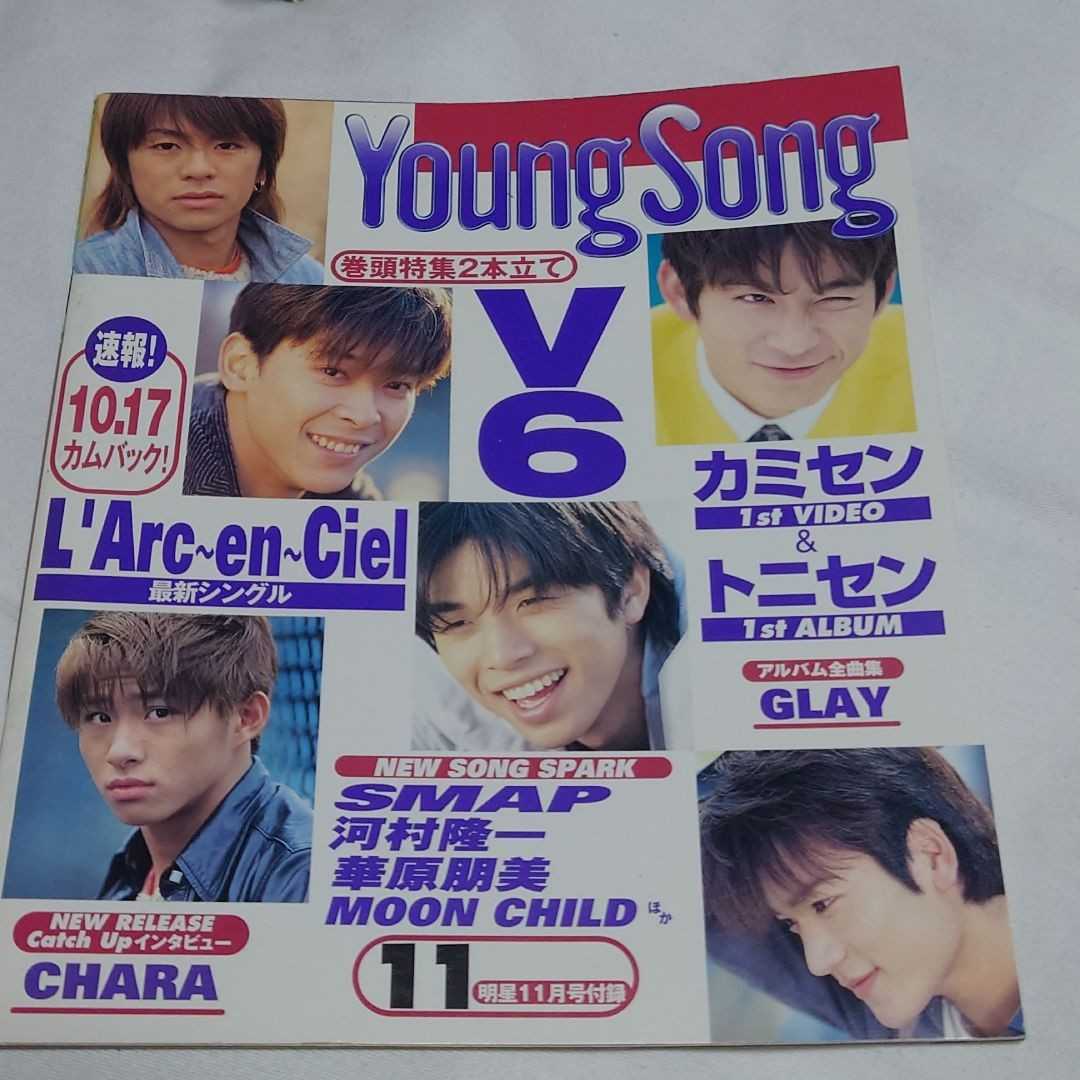 Young Song
巻頭特集2本立て
速報!
10.17
カムバック!
V6
カミセン
1st VIDEO
&
トニセン
1st ALBUM
L'Arc~en~Ciel
最新シングル
アルバム全曲集
GLAY
NEW SONG SPARK
SMAP
河村隆一
華原朋美
MOON CHILD ほか
NEW RELEASE
Catch Upインタビュー
CHARA
11
明星11月号付録